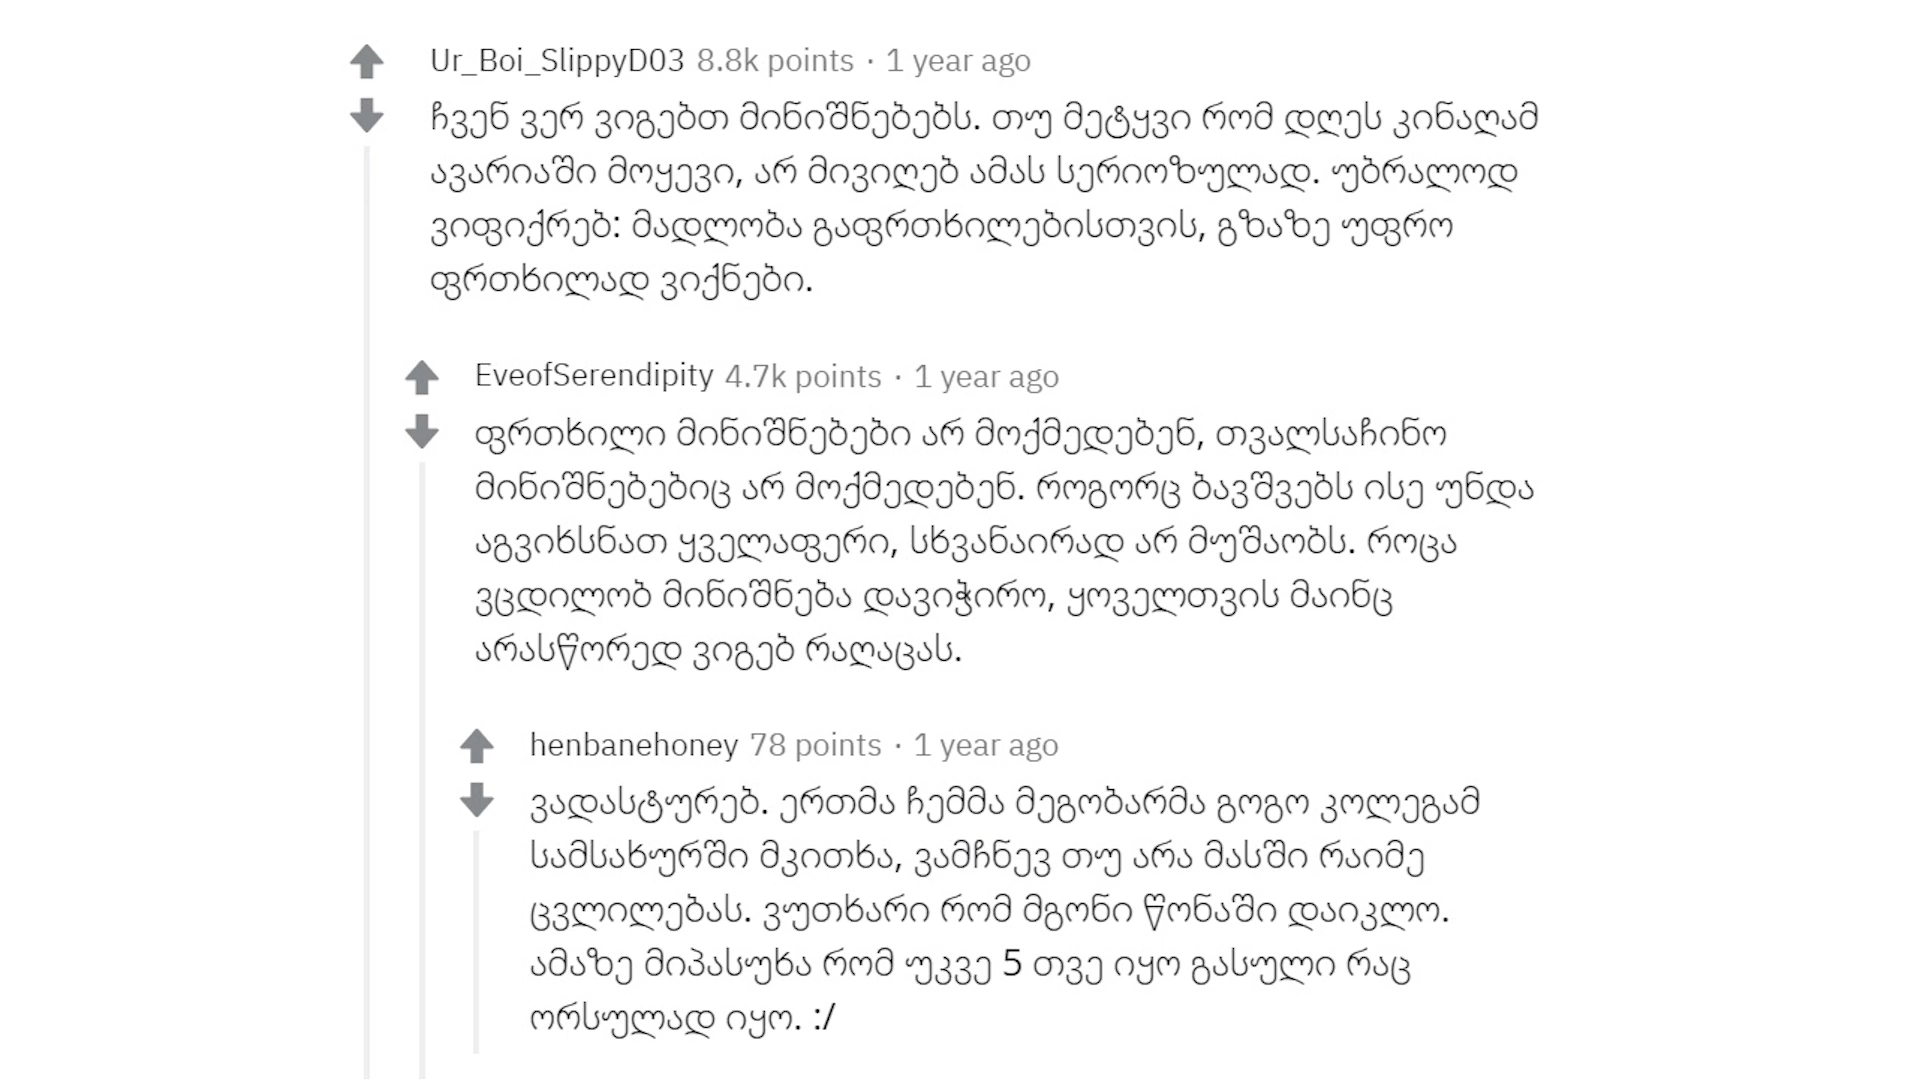 Ur_Boi_SlippyD03 8.8k points · 1 year ago
ჩვენ ვერ ვიგებთ მინიშნებებს. თუ მეტყვი რომ დღეს კინაღამ
ავარიაში მოყევი, არ მივიღებ ამას სერიოზულად. უბრალოდ
ვიფიქრებ: მადლობა გაფრთხილებისთვის, გზაზე უფრო
ფრთხილად ვიქნები.
EveofSerendipity 4.7k points · 1 year ago
ფრთხილი მინიშნებები არ მოქმედებენ, თვალსაჩინო
მინიშნებებიც არ მოქმედებენ. როგორც ბავშვებს ისე უნდა
აგვიხსნათ ყველაფერი, სხვანაირად არ მუშაობს. როცა
ვცდილობ მინიშნება დავიჭირო, ყოველთვის მაინც
არასწორედ ვიგებ რაღაცას.
henbanehoney 78 points · 1 year ago
ვადასტურებ. ერთმა ჩემმა მეგობარმა გოგო კოლეგამ
სამსახურში მკითხა, ვამჩნევ თუ არა მასში რაიმე
ცვლილებას. ვუთხარი რომ მგონი წონაში დაიკლო.
ამაზე მიპასუხა რომ უკვე 5 თვე იყო გასული რაც
ორსულად იყო. :/